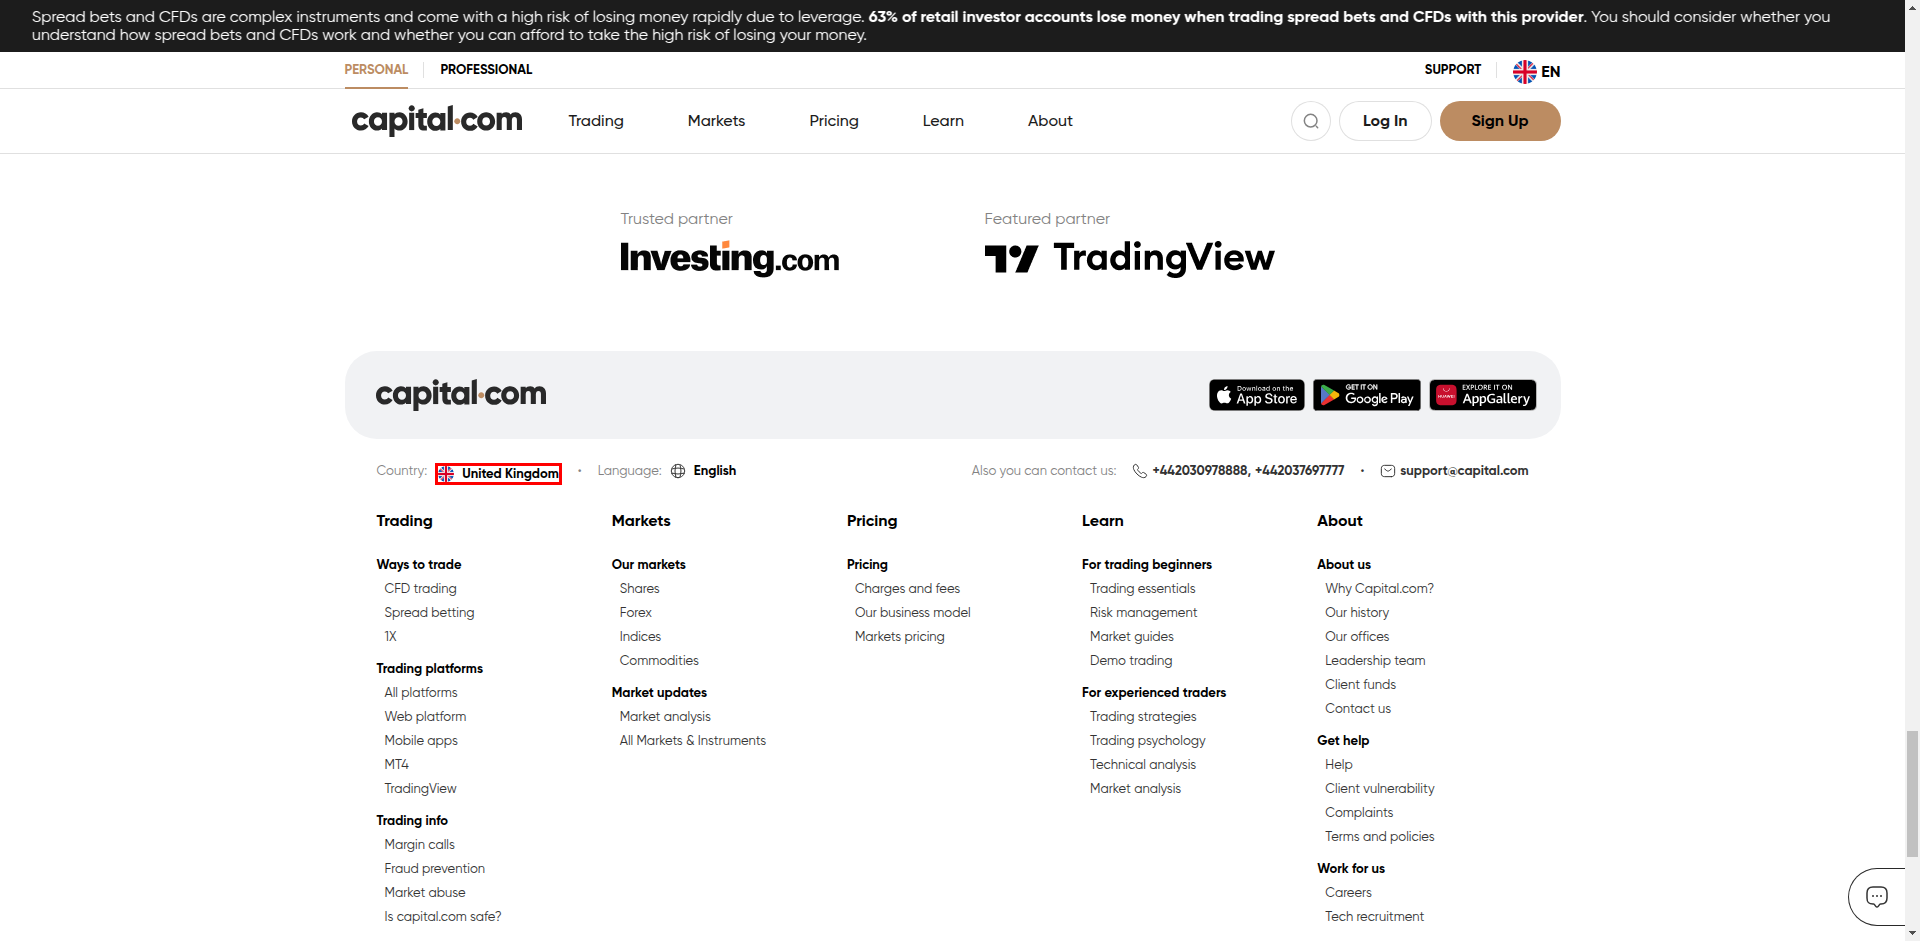 Spread bets and CFDs are complex instruments and come with a high risk of losing money rapidly due to leverage. 63% of retail investor accounts lose money when trading spread bets and CFDs with this provider. You should consider whether you
understand how spread bets and CFDs work and whether you can afford to take the high risk of losing your money.
PERSONAL PROFESSIONAL SUPPORT EN
capital.com Trading Markets Pricing Learn About Log In Sign Up
Trusted partner Featured partner
Investing.com TradingView
capital.com
Download on the App Store
GET IT ON Google Play
EXPLORE IT ON AppGallery
HUAWEI
Country: United Kingdom • Language: English Also you can contact us: +442030978888, +442037697777 • support@capital.com
Trading
Ways to trade
CFD trading
Spread betting
1X
Trading platforms
All platforms
Web platform
Mobile apps
MT4
TradingView
Trading info
Margin calls
Fraud prevention
Market abuse
Is capital.com safe?
Markets
Our markets
Shares
Forex
Indices
Commodities
Market updates
Market analysis
All Markets & Instruments
Pricing
Pricing
Charges and fees
Our business model
Markets pricing
Learn
For trading beginners
Trading essentials
Risk management
Market guides
Demo trading
For experienced traders
Trading strategies
Trading psychology
Technical analysis
Market analysis
About
About us
Why Capital.com?
Our history
Our offices
Leadership team
Client funds
Contact us
Get help
Help
Client vulnerability
Complaints
Terms and policies
Work for us
Careers
Tech recruitment